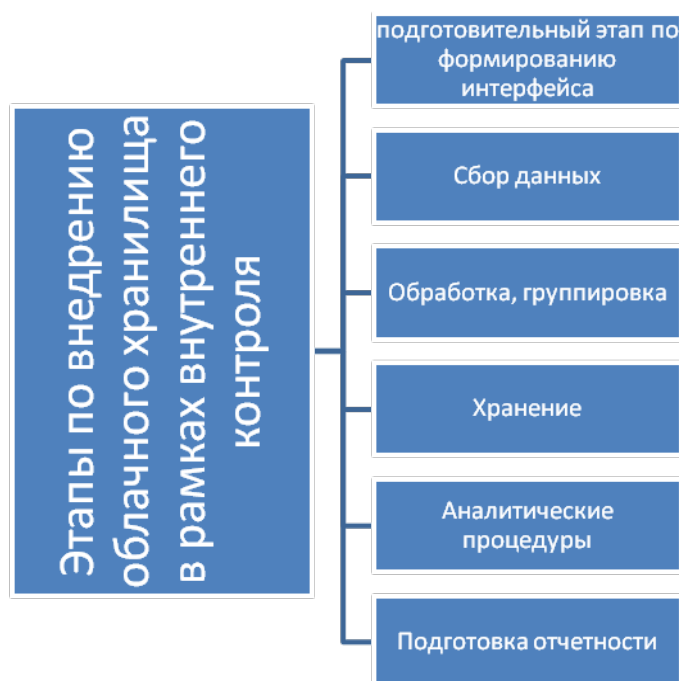 Этапы по внедрению
облачного хранилища
в рамках внутреннего
контроля
подготовительный этап по
формированию
интерфейса
Сбор данных
Обработка, группировка
Хранение
Аналитические
процедуры
Подготовка отчетности